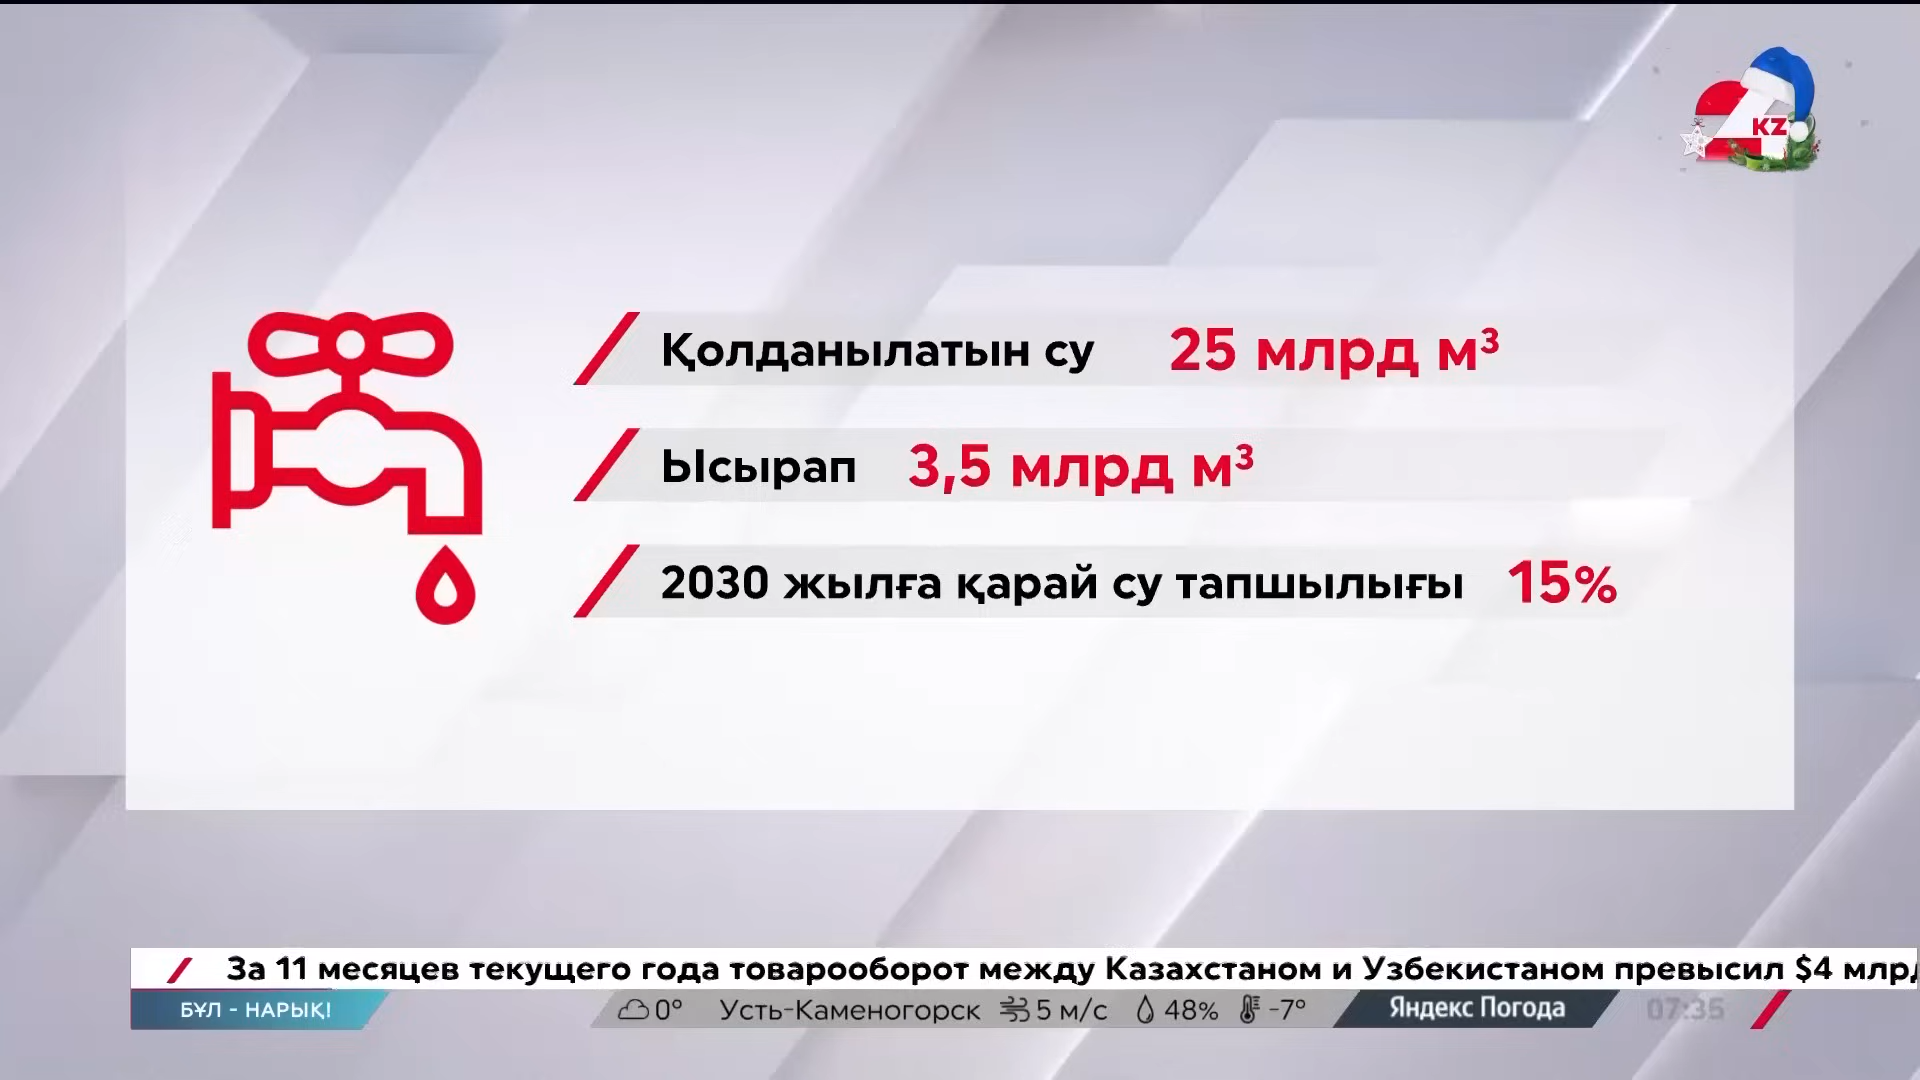 KZ
Қолданылатын су 25 млрд м³
Ысырап 3,5 млрд м³
2030 жылға қарай су тапшылығы 15%
За 11 месяцев текущего года товарооборот между Казахстаном и Узбекистаном превысил $4 млрд
БҰЛ - НАРЫҚ! 0° Усть-Каменогорск 5 м/с 48% -7° Яндекс Погода 07:35